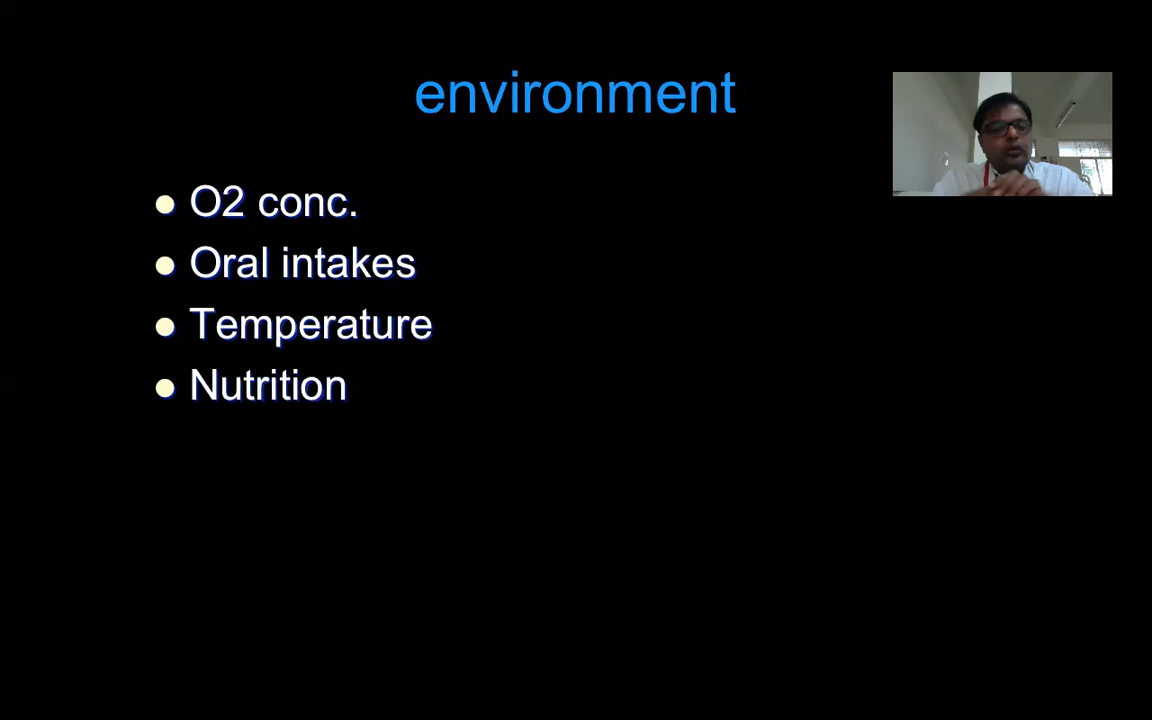 environment
O2 conc.
Oral intakes
Temperature
Nutrition